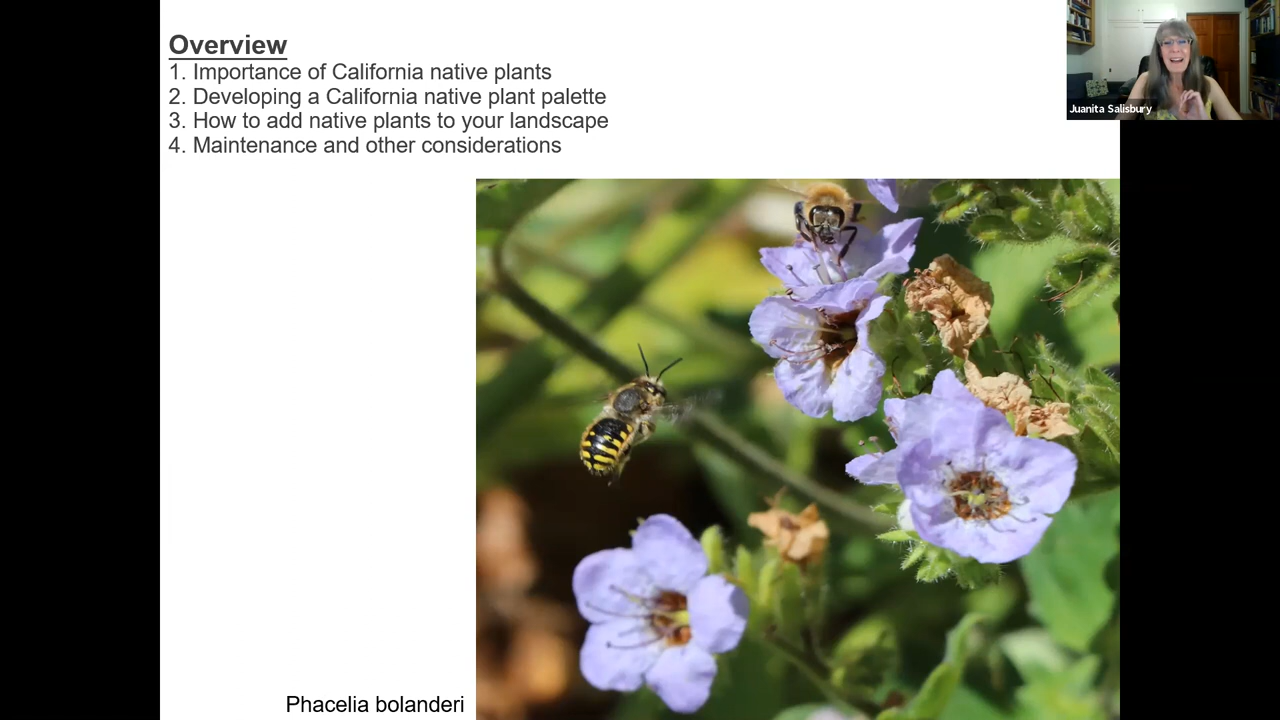 Overview
1. Importance of California native plants
2. Developing a California native plant palette
3. How to add native plants to your landscape
4. Maintenance and other considerations
Juanita Salisbury
Phacelia bolanderi